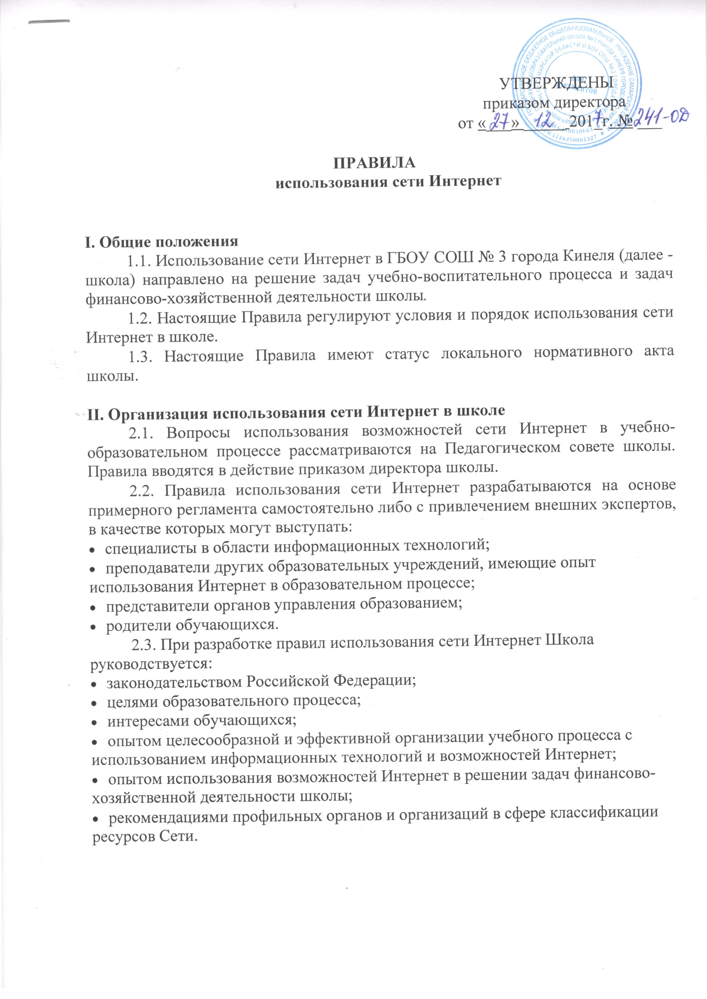 ГОСУДАРСТВЕННОЕ БЮДЖЕТНОЕ ОБЩЕОБРАЗОВАТЕЛЬНОЕ УЧРЕЖДЕНИЕ САМАРСКОЙ ОБЛАСТИ
ОБЩЕОБРАЗОВАТЕЛЬНАЯ ШКОЛА №3 ГОРОДА КИНЕЛЯ ГОРОДСКОГО ОКРУГА
САМАРСКОЙ ОБЛАСТИ (ГБОУ СОШ №3 ГОРОДА КИНЕЛЯ)
ОГРН 1116350001327
ИНН 6350018661
УТВЕРЖДЕНЫ
приказом директора
от «27» 12 2017 г. № 241-ОД
ПРАВИЛА
использования сети Интернет
I. Общие положения
1.1. Использование сети Интернет в ГБОУ СОШ № 3 города Кинеля (далее -
школа) направлено на решение задач учебно-воспитательного процесса и задач
финансово-хозяйственной деятельности школы.
1.2. Настоящие Правила регулируют условия и порядок использования сети
Интернет в школе.
1.3. Настоящие Правила имеют статус локального нормативного акта
школы.
II. Организация использования сети Интернет в школе
2.1. Вопросы использования возможностей сети Интернет в учебно-
образовательном процессе рассматриваются на Педагогическом совете школы.
Правила вводятся в действие приказом директора школы.
2.2. Правила использования сети Интернет разрабатываются на основе
примерного регламента самостоятельно либо с привлечением внешних экспертов,
в качестве которых могут выступать:
• специалисты в области информационных технологий;
• преподаватели других образовательных учреждений, имеющие опыт
использования Интернет в образовательном процессе;
• представители органов управления образованием;
• родители обучающихся.
2.3. При разработке правил использования сети Интернет Школа
руководствуется:
• законодательством Российской Федерации;
• целями образовательного процесса;
• интересами обучающихся;
• опытом целесообразной и эффективной организации учебного процесса с
использованием информационных технологий и возможностей Интернет;
• опытом использования возможностей Интернет в решении задач финансово-
хозяйственной деятельности школы;
• рекомендациями профильных органов и организаций в сфере классификации
ресурсов Сети.